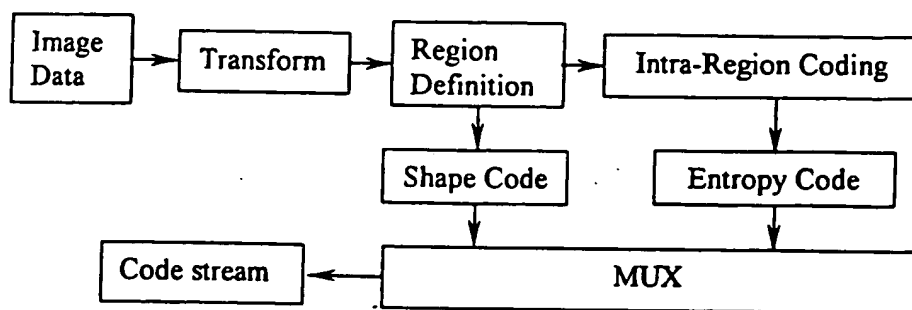 Image
Data
Transform
Region
Definition
Intra-Region Coding
Shape Code
Entropy Code
Code stream
MUX